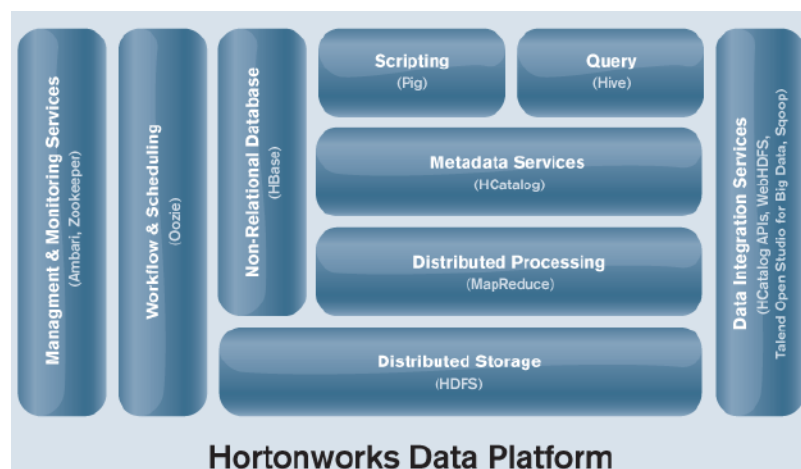 Managment & Monitoring Services
(Ambari, Zookeeper)
Workflow & Scheduling
(Oozie)
Non-Relational Database
(HBase)
Scripting
(Pig)
Query
(Hive)
Metadata Services
(HCatalog)
Distributed Processing
(MapReduce)
Distributed Storage
(HDFS)
Data Integration Services
(HCatalog APIs, WebHDFS,
Talend Open Studio for Big Data, Sqoop)
Hortonworks Data Platform